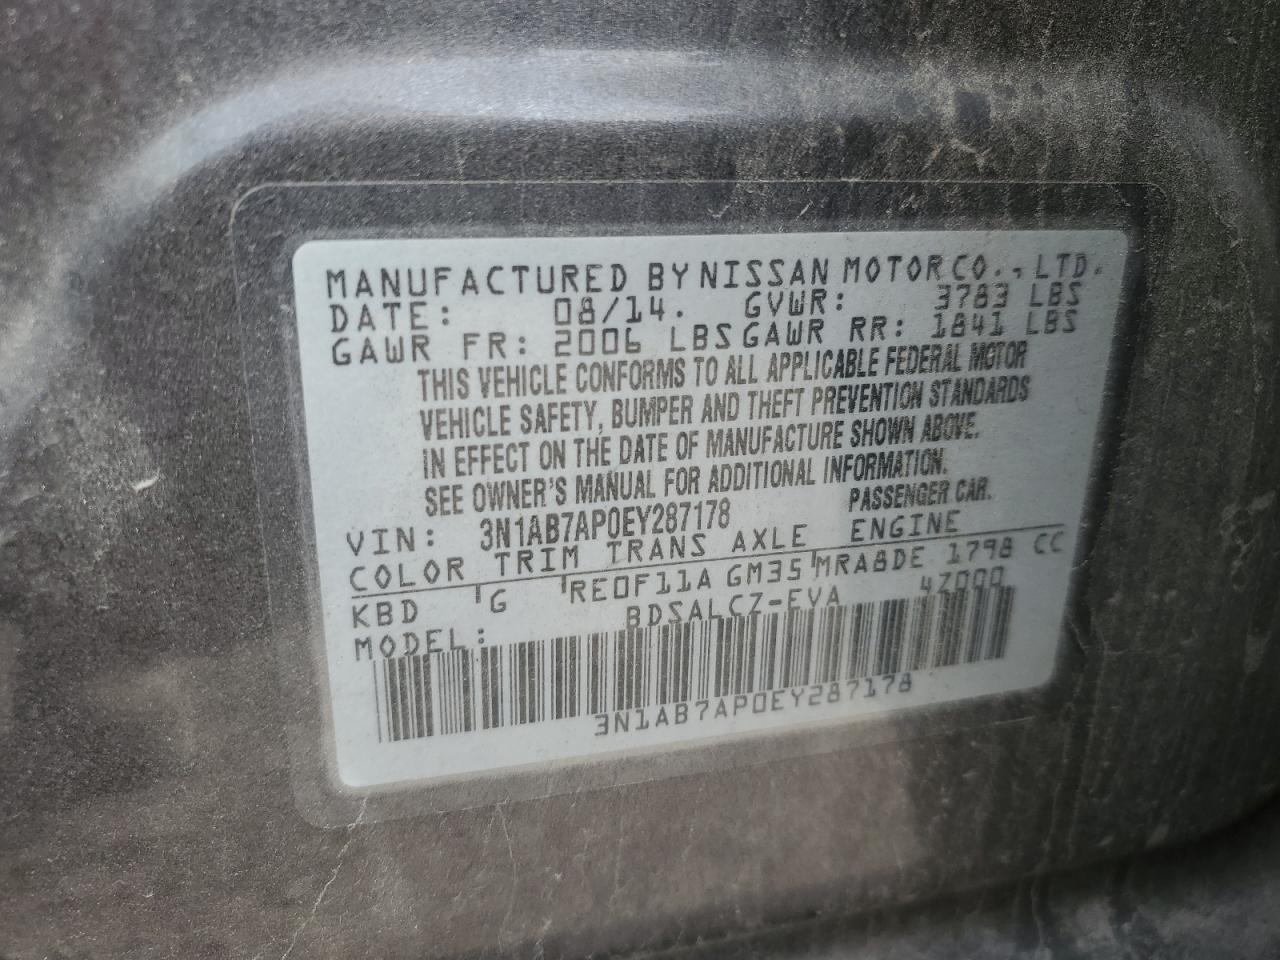 MANUFACTURED BY NISSAN MOTOR CO., LTD.
DATE: 08/14. GVWR: 3783 LBS
GAWR FR: 2006 LBS GAWR RR: 1841 LBS
THIS VEHICLE CONFORMS TO ALL APPLICABLE FEDERAL MOTOR
VEHICLE SAFETY, BUMPER AND THEFT PREVENTION STANDARDS
IN EFFECT ON THE DATE OF MANUFACTURE SHOWN ABOVE.
SEE OWNER'S MANUAL FOR ADDITIONAL INFORMATION.
VIN: 3N1AB7AP0EY287178 PASSENGER CAR.
COLOR TRIM TRANS AXLE ENGINE
KBD G RE0F11A GM35 MRA8DE 1798 CC
MODEL: BDSALCZ-EVA 4Z000
3N1AB7AP0EY287178